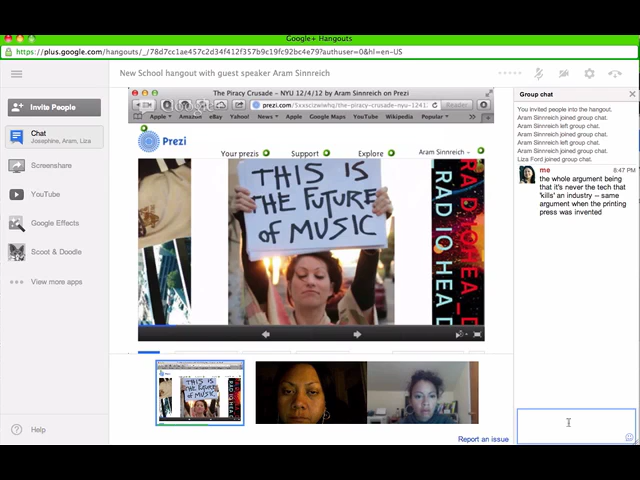 Google+ Hangouts
https://plus.google.com/hangouts/_/78d7cc1ae457c2d34f412f357b9c19fc92bc4e79?authuser=0&hl=en-US
New School hangout with guest speaker Aram Sinnreich
Invite People
Chat
Josephine, Aram, Liza
Screenshare
YouTube
Google Effects
Scoot & Doodle
View more apps
Help
The Piracy Crusade – NYU 12/4/12 by Aram Sinnreich on Prezi
Reader
Apple
Amazon
eBay
Yahoo!
News
Apple
Google Maps
YouTube
Wikipedia
Popular
Prezi
Your prezis
Support
Explore
Aram Sinnreich
THIS IS
THE FUTURE
OF MUSIC
RADIOHEAD
RADIOHEAD_
THIS IS
THE FUTURE
OF MUSIC
Report an issue
Group chat
You invited people into the hangout.
Aram Sinnreich joined group chat.
Aram Sinnreich left group chat.
Aram Sinnreich joined group chat.
Aram Sinnreich left group chat.
Aram Sinnreich joined group chat.
Liza Ford joined group chat.
me 8:47 PM
the whole argument being
that it's never the tech that
'kills' an industry -- same
argument when the printing
press was invented